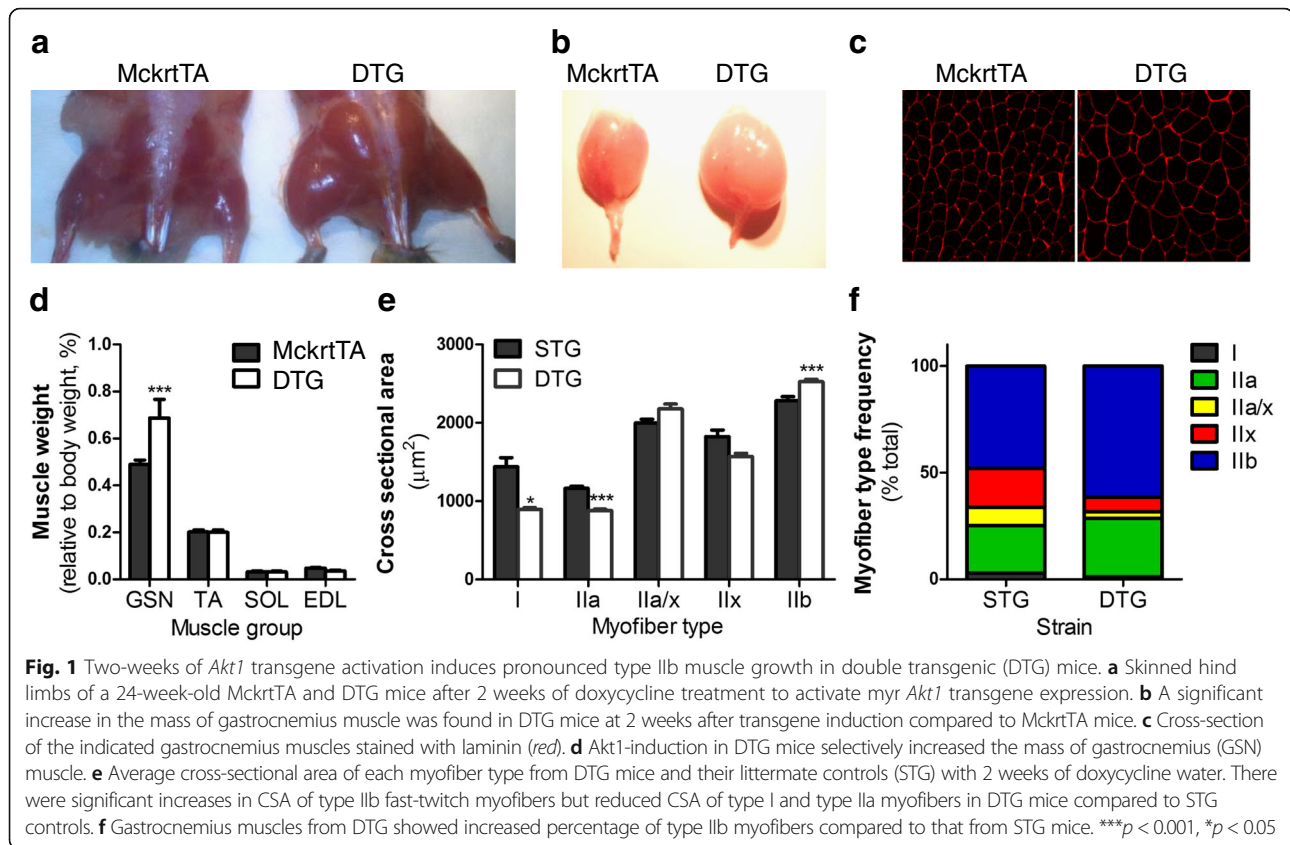 a
McckrtTA DTG
b
MckrtTA DTG
c
MckrtTA DTG
d
Muscle weight
(relative to body weight, %)
1.0
0.8
0.6
0.4
0.2
0.0
***
MckrtTA
DTG
GSN TA SOL EDL
Muscle group
e
Cross sectional area
(μm²)
3000
2000
1000
0
STG
DTG
* *** ***
I IIa IIa/x IIx IIb
Myofiber type
f
Myofiber type frequency
(% total)
100
50
0
STG DTG
Strain
I
IIa
IIa/x
IIx
IIb
Fig. 1 Two-weeks of Akt1 transgene activation induces pronounced type IIb muscle growth in double transgenic (DTG) mice. a Skinned hind
limbs of a 24-week-old MckrtTA and DTG mice after 2 weeks of doxycycline treatment to activate myr Akt1 transgene expression. b A significant
increase in the mass of gastrocnemius muscle was found in DTG mice at 2 weeks after transgene induction compared to MckrtTA mice. c Cross-section
of the indicated gastrocnemius muscles stained with laminin (red). d Akt1-induction in DTG mice selectively increased the mass of gastrocnemius (GSN)
muscle. e Average cross-sectional area of each myofiber type from DTG mice and their littermate controls (STG) with 2 weeks of doxycycline water. There
were significant increases in CSA of type IIb fast-twitch myofibers but reduced CSA of type I and type IIa myofibers in DTG mice compared to STG
controls. f Gastrocnemius muscles from DTG showed increased percentage of type IIb myofibers compared to that from STG mice. ***p < 0.001, *p < 0.05